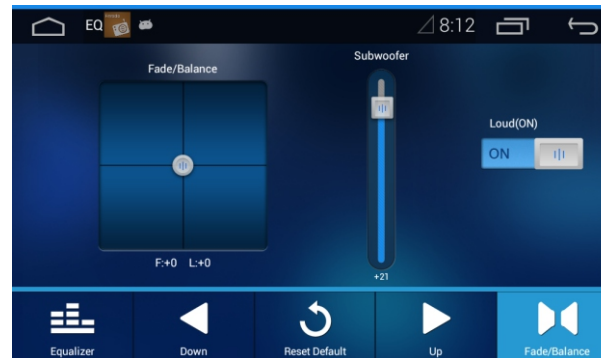 EQ
8:12
Subwoofer
Fade/Balance
Loud(ON)
ON
F:+0 L:+0
+21
Equalizer
Down
Reset Default
Up
Fade/Balance